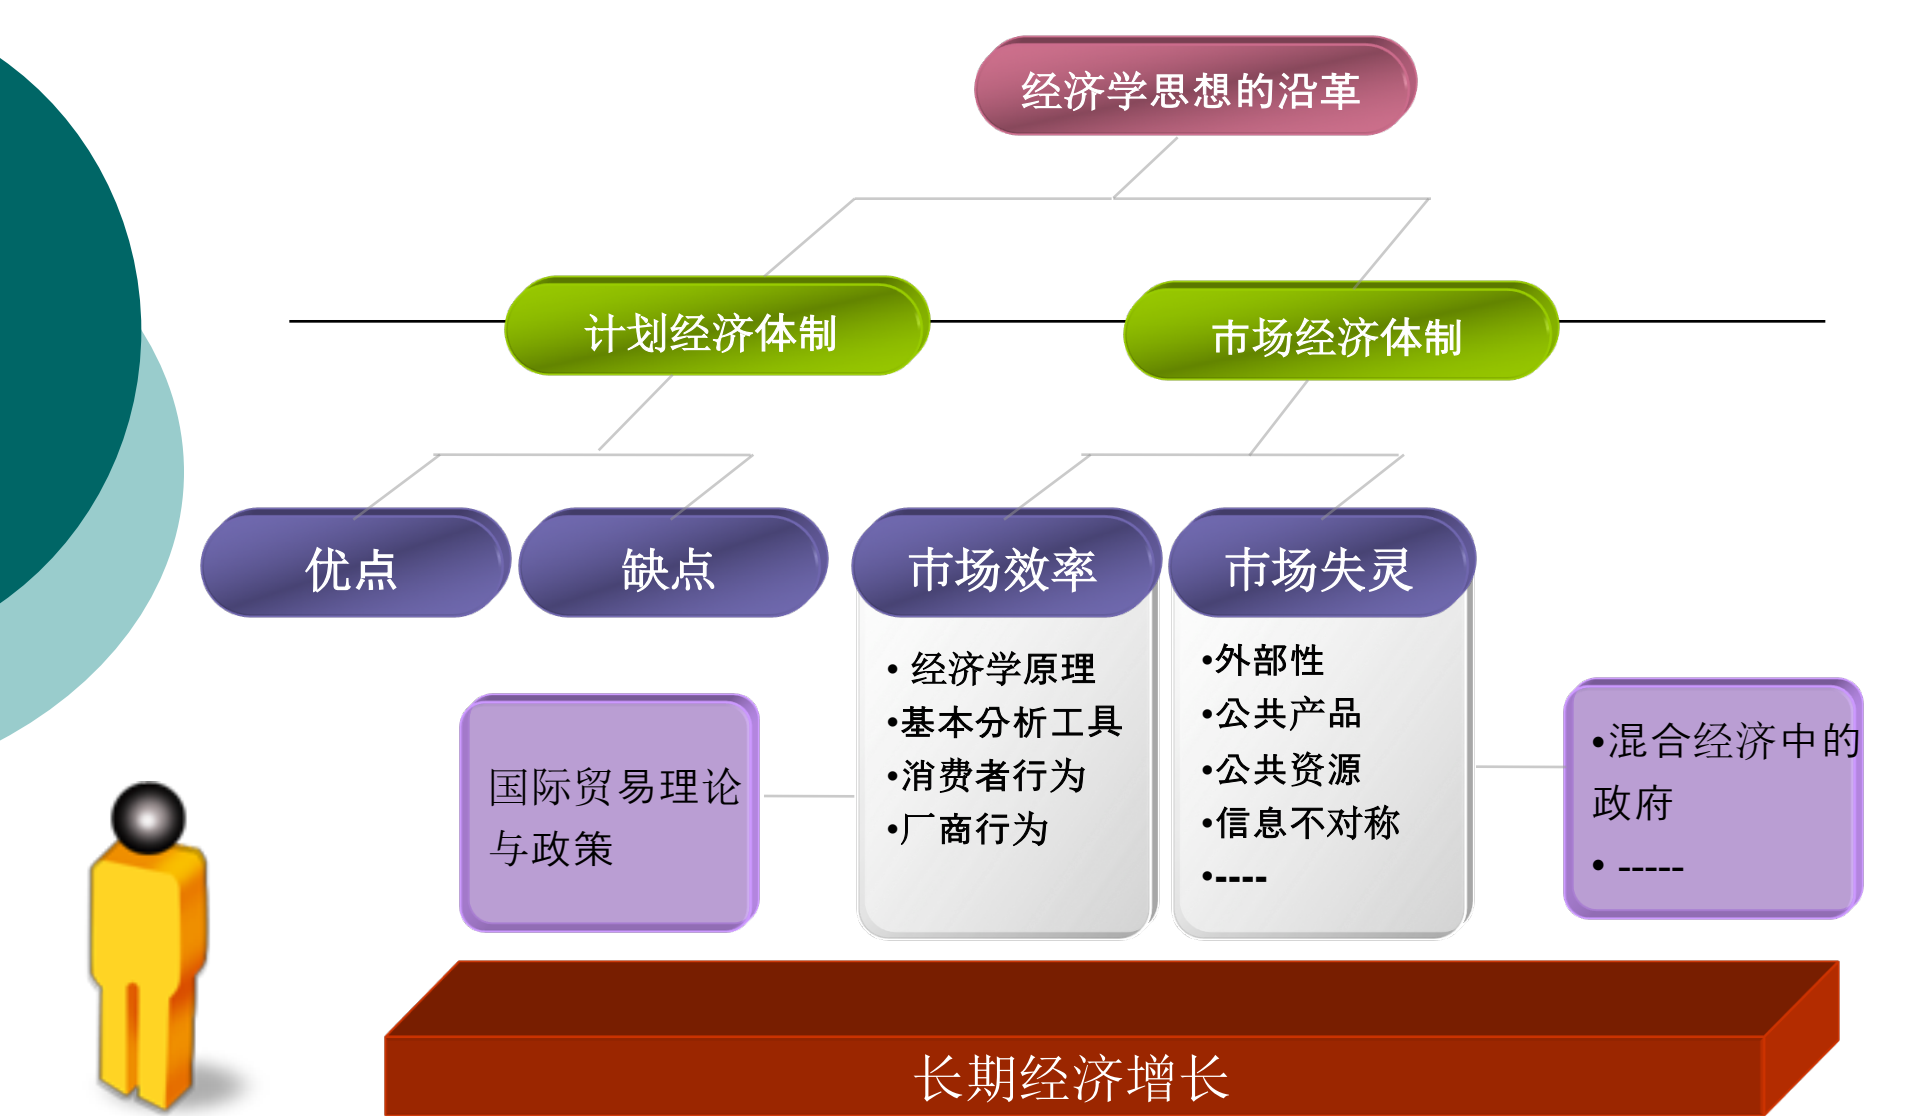 经济学思想的沿革
计划经济体制
市场经济体制
优点
缺点
市场效率
市场失灵
• 经济学原理
•基本分析工具
•消费者行为
•厂商行为
•外部性
•公共产品
•公共资源
•信息不对称
•----
国际贸易理论
与政策
•混合经济中的
政府
• -----
长期经济增长